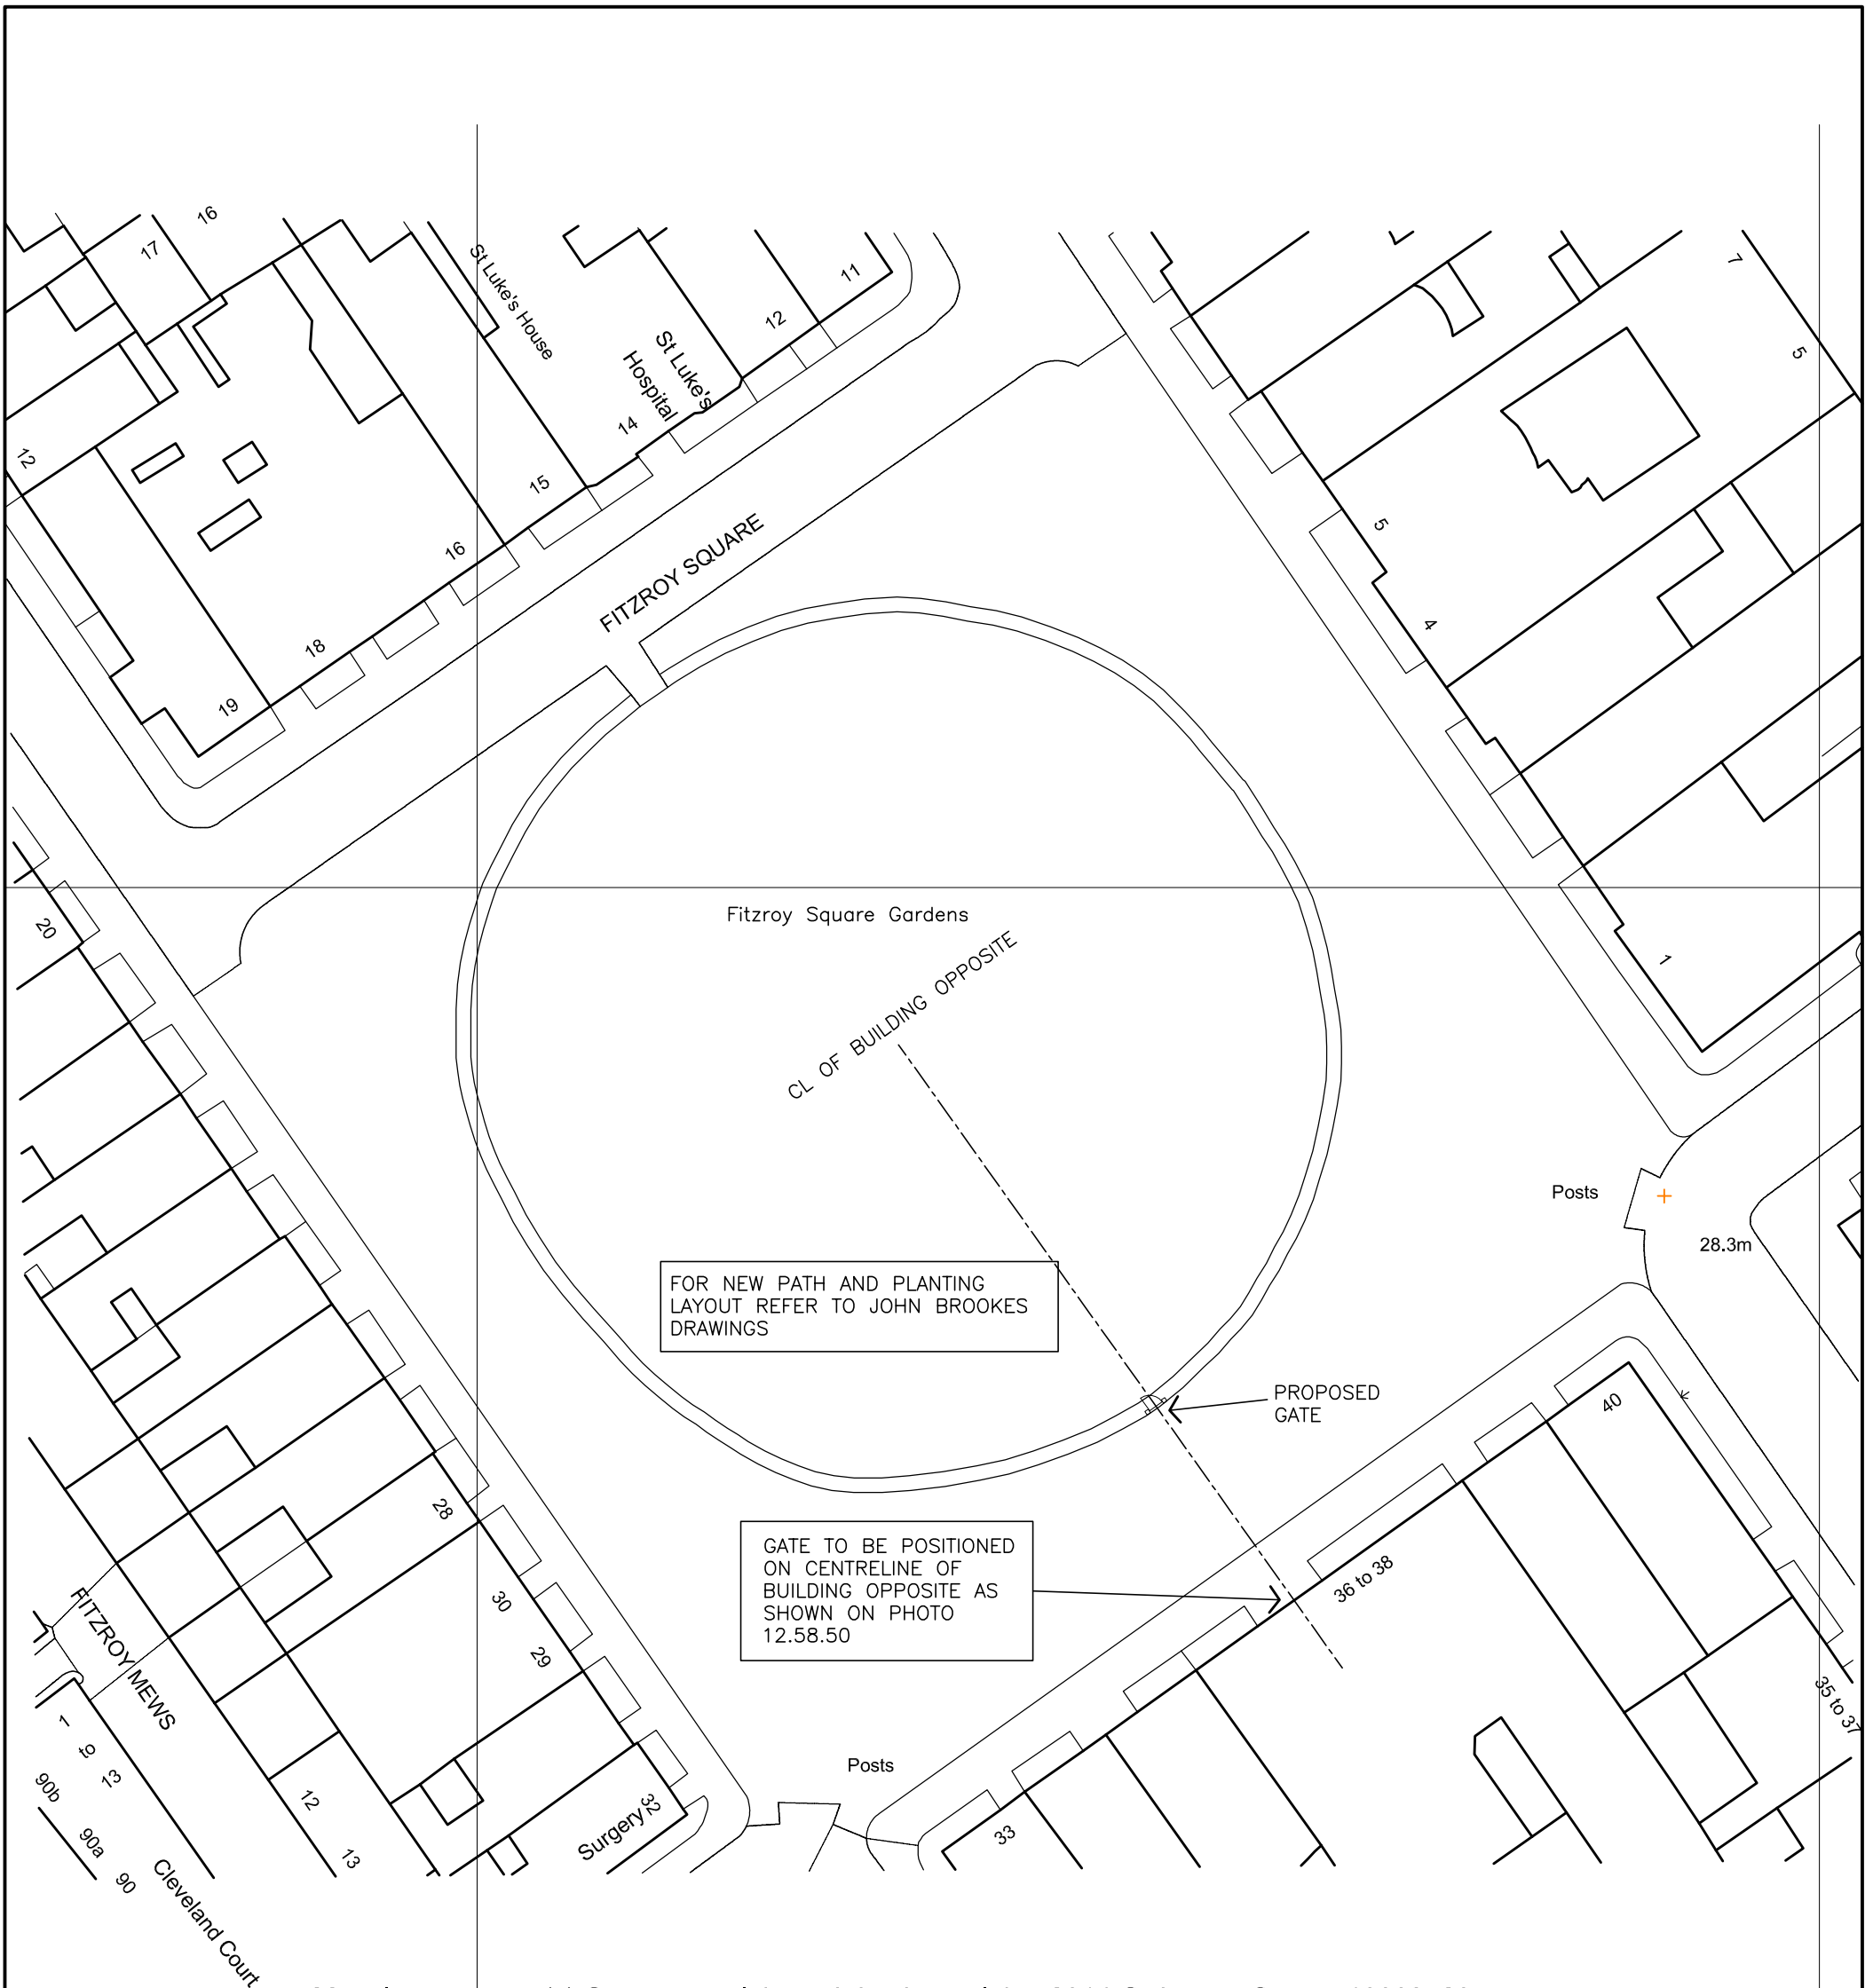 16
17
St Luke's House
11
7
12
St Luke's
Hospital
5
14
12
15
5
FITZROY SQUARE
16
4
18
19
Fitzroy Square Gardens
20
CL OF BUILDING OPPOSITE
1
Posts
28.3m
FOR NEW PATH AND PLANTING
LAYOUT REFER TO JOHN BROOKES
DRAWINGS
PROPOSED
GATE
40
28
GATE TO BE POSITIONED
ON CENTRELINE OF
BUILDING OPPOSITE AS
SHOWN ON PHOTO
12.58.50
36 to 38
30
29
FITZROY MEWS
35 to 37
1
to
13
Posts
90b
12
Surgery
32
33
90a
13
90
Cleveland Court